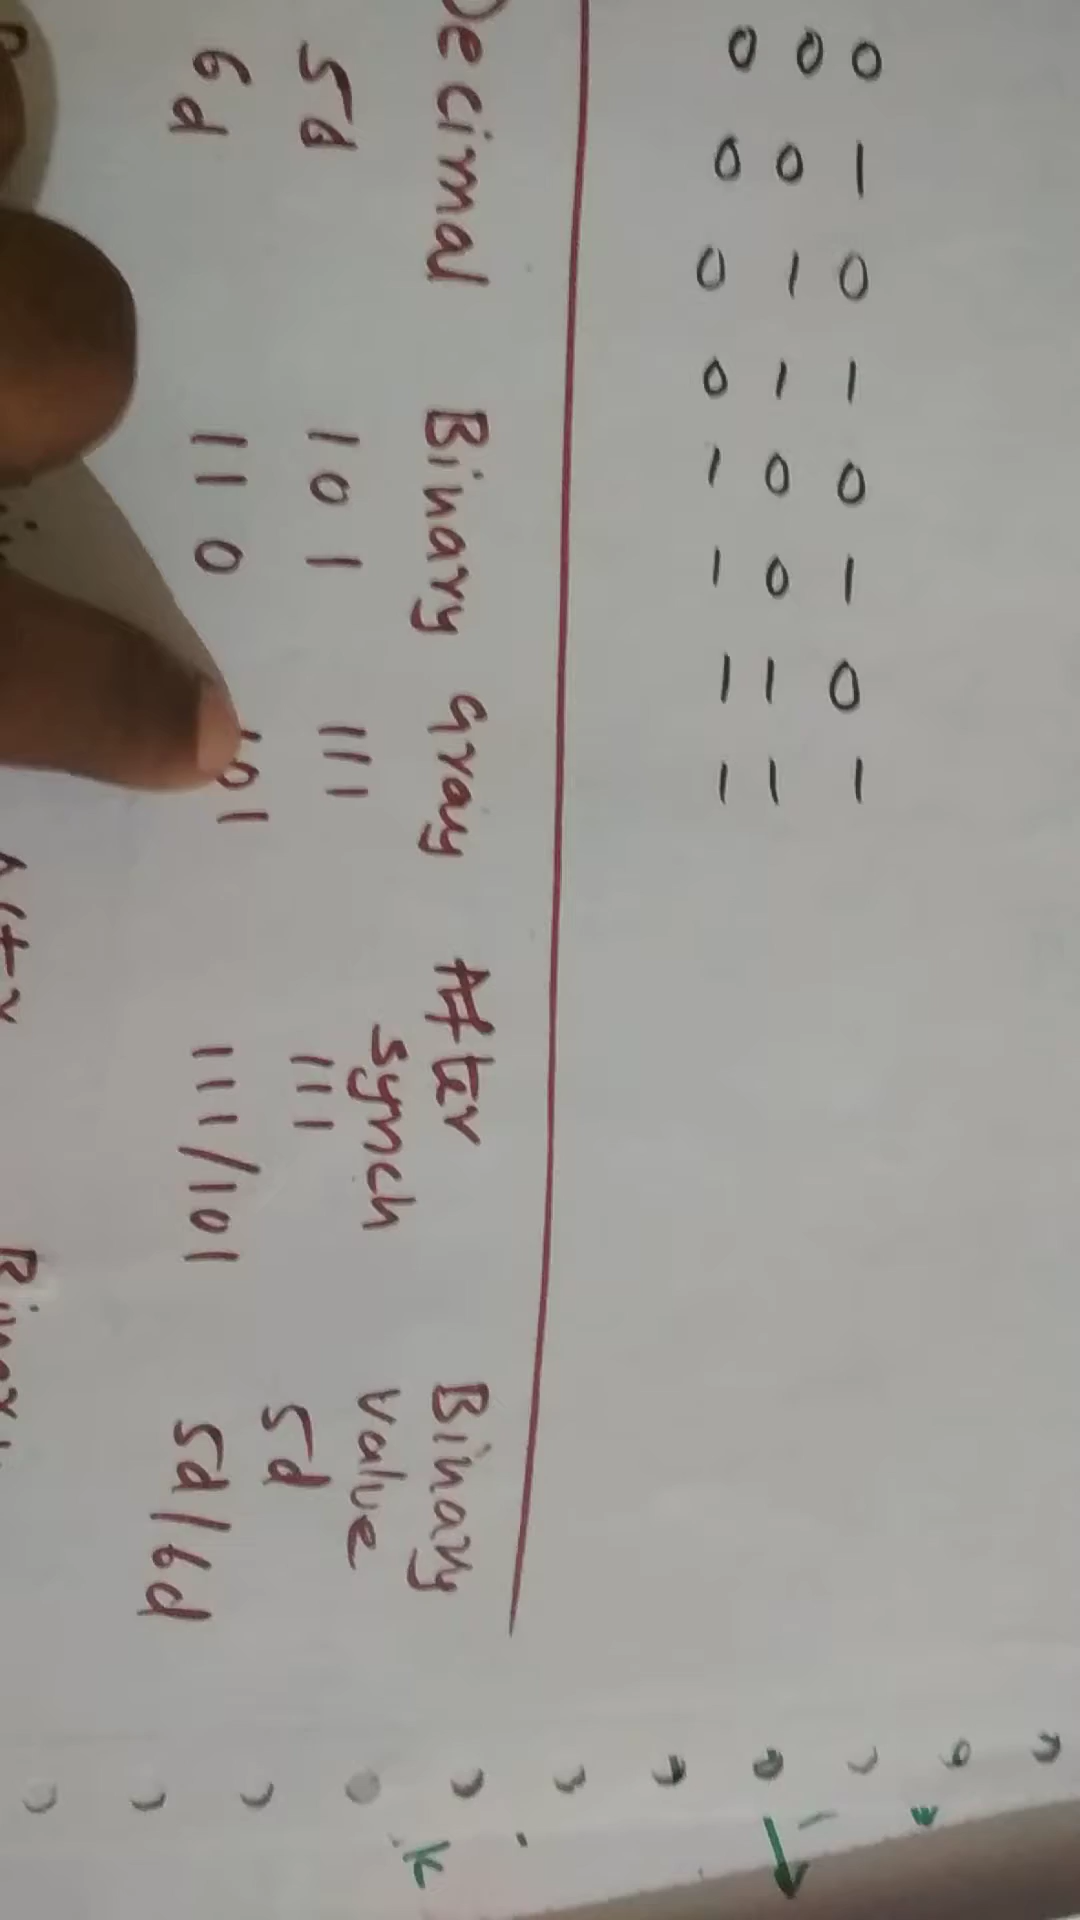 0 0 0
0 0 1
0 1 0
0 1 1
1 0 0
1 0 1
1 1 0
1 1 1
Decimal Binary Gray After synch Binary value
5d 101 111 111 5d
6d 110 101 111/101 5d/6d